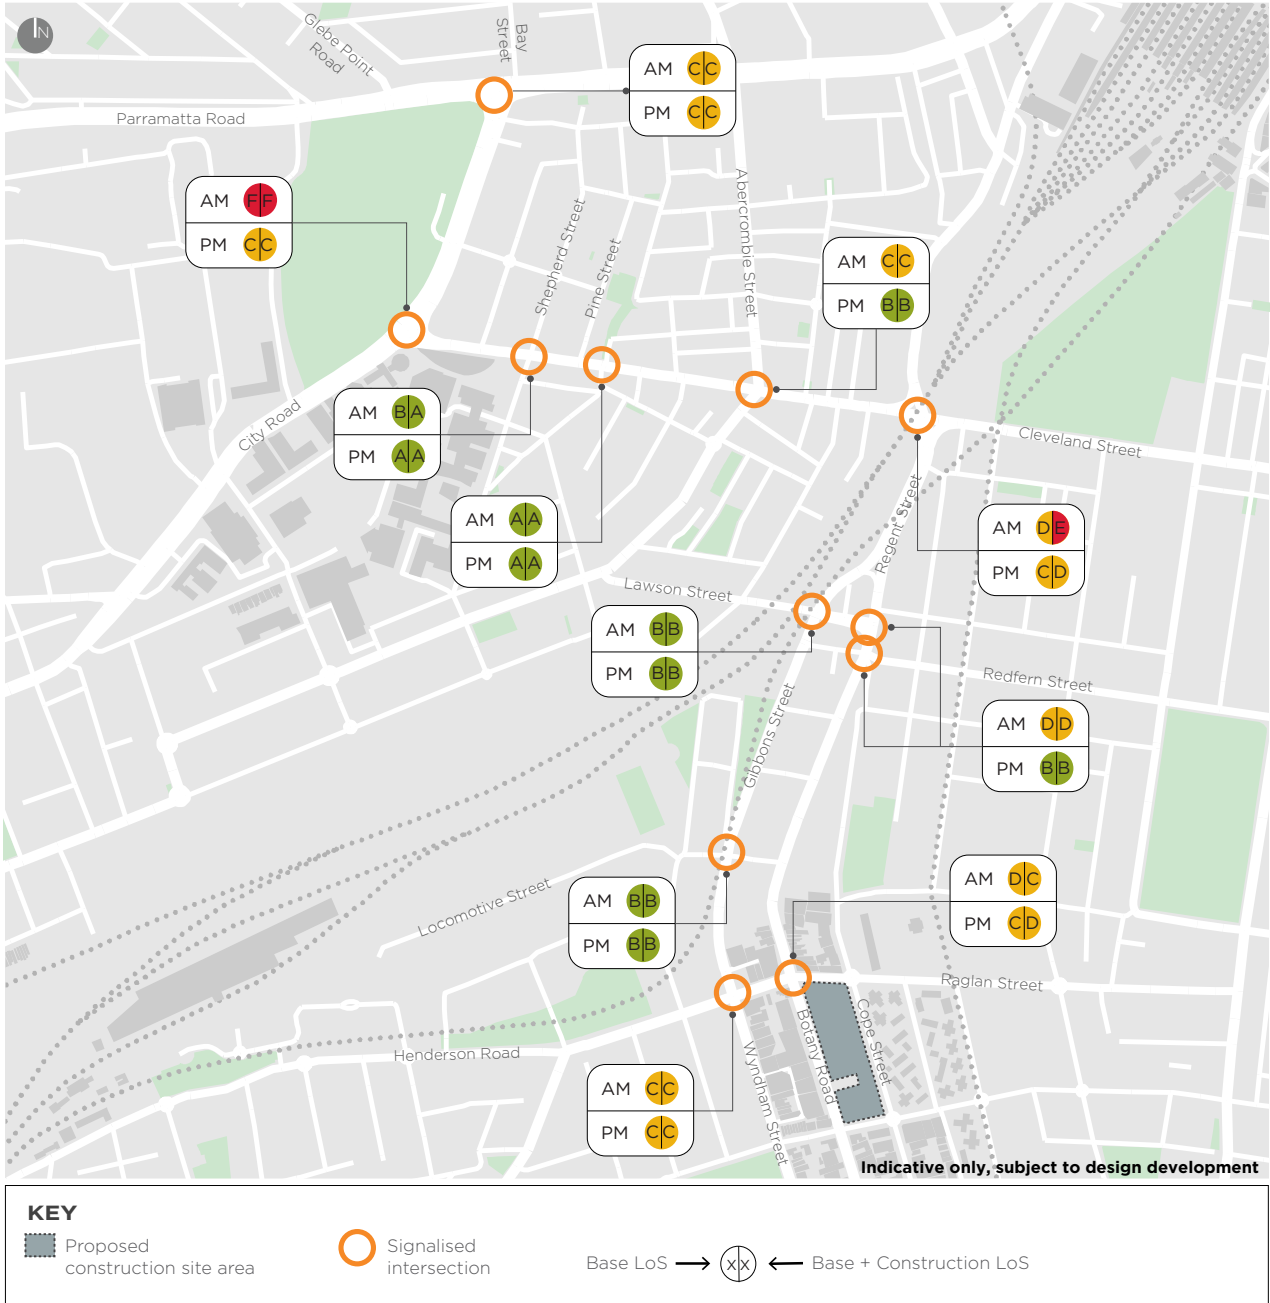 N
Glebe Point
Road
Bay
Street
Parramatta Road
AM C C
PM C C
AM F F
PM C C
Shepherd Street
Pine Street
Abercrombie Street
AM C C
PM B B
City Road
AM B A
PM A A
Cleveland Street
AM A A
PM A A
Regent Street
AM D E
PM C D
Lawson Street
AM B B
PM B B
Redfern Street
Gibbons Street
AM D D
PM B B
Locomotive Street
AM B B
PM B B
AM D C
PM C D
Raglan Street
Henderson Road
Wyndham Street
Botany Road
Cope Street
AM C C
PM C C
Indicative only, subject to design development
KEY
Proposed
construction site area
Signalised
intersection
Base LoS
X X
Base + Construction LoS